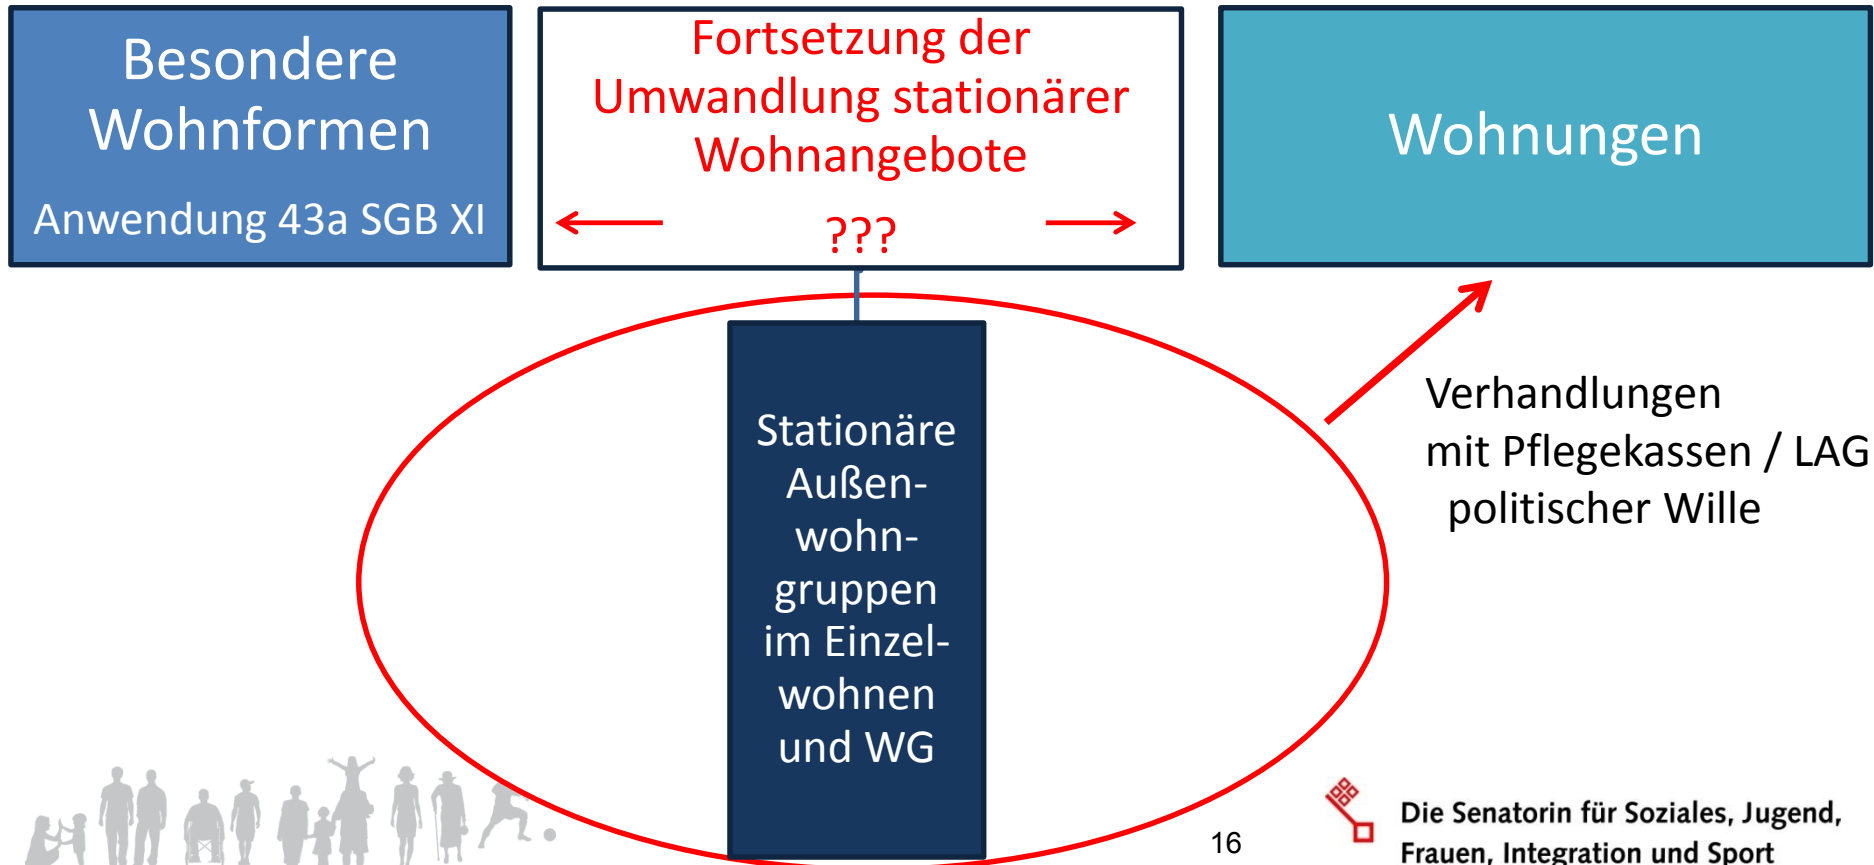 Besondere
Wohnformen
Anwendung 43a SGB XI
Fortsetzung der
Umwandlung stationärer
Wohnangebote
???
Wohnungen
Stationäre
Außen-
wohn-
gruppen
im Einzel-
wohnen
und WG
Verhandlungen
mit Pflegekassen / LAG
politischer Wille
16
Die Senatorin für Soziales, Jugend,
Frauen, Integration und Sport